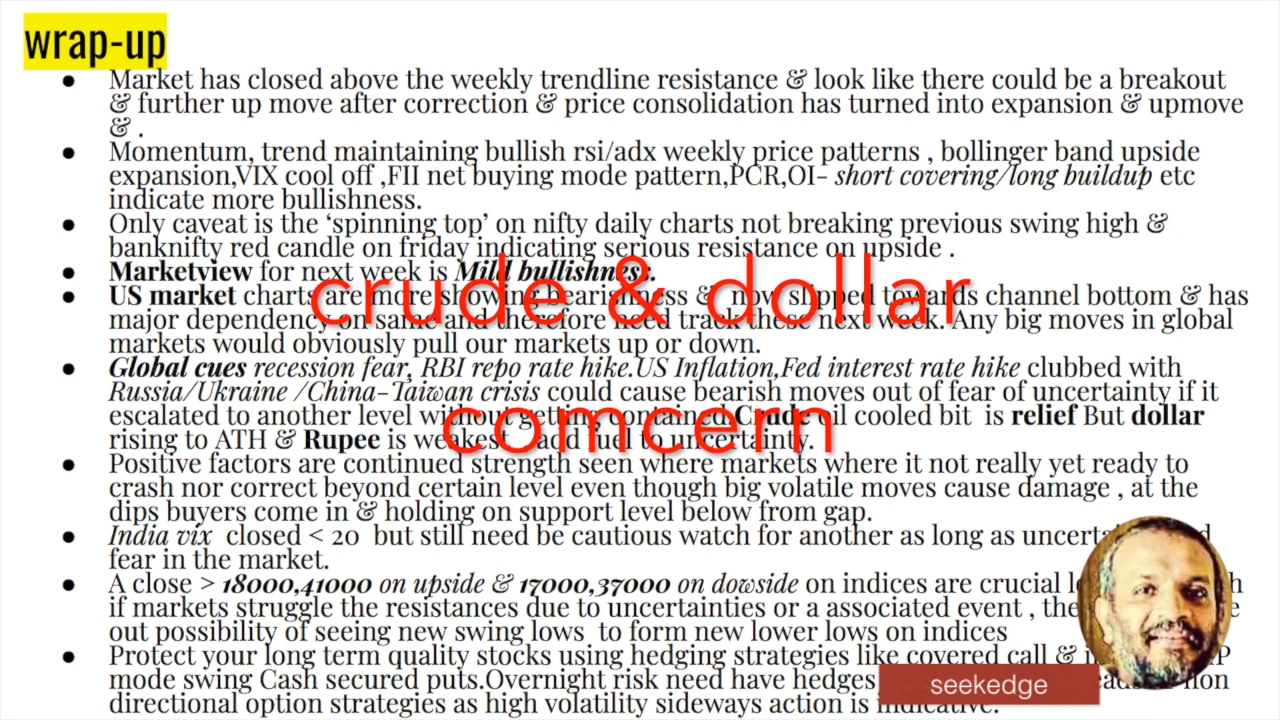 wrap-up
● Market has closed above the weekly trendline resistance & look like there could be a breakout
& further up move after correction & price consolidation has turned into expansion & upmove
& .
● Momentum, trend maintaining bullish rsi/adx weekly price patterns , bollinger band upside
expansion,VIX cool off ,FII net buying mode pattern,PCR,OI- short covering/long buildup etc
indicate more bullishness.
● Only caveat is the ‘spinning top’ on nifty daily charts not breaking previous swing high &
banknifty red candle on friday indicating serious resistance on upside .
● Marketview for next week is Mild bullishness.
● US market charts are more showing bearishness & now slipped towards channel bottom & has
major dependency on same and therefore need track these next week. Any big moves in global
markets would obviously pull our markets up or down.
● Global cues recession fear, RBI repo rate hike.US Inflation,Fed interest rate hike clubbed with
Russia/Ukraine /China-Taiwan crisis could cause bearish moves out of fear of uncertainty if it
escalated to another level without getting contained.Crude oil cooled bit is relief But dollar
rising to ATH & Rupee is weakest , add fuel to uncertainty.
● Positive factors are continued strength seen where markets where it not really yet ready to
crash nor correct beyond certain level even though big volatile moves cause damage , at the
dips buyers come in & holding on support level below from gap.
● India vix closed < 20 but still need be cautious watch for another as long as
fear in the market.
● A close > 18000,41000 on upside & 17000,37000 on dowside on indices are crucial
if markets struggle the resistances due to uncertainties or a associated event ,
out possibility of seeing new swing lows to form new lower lows on indices
● Protect your long term quality stocks using hedging strategies like covered call &
mode swing Cash secured puts.Overnight risk need have hedges non
directional option strategies as high volatility sideways action is indicative.
crude & dollar
comcern
seekedge